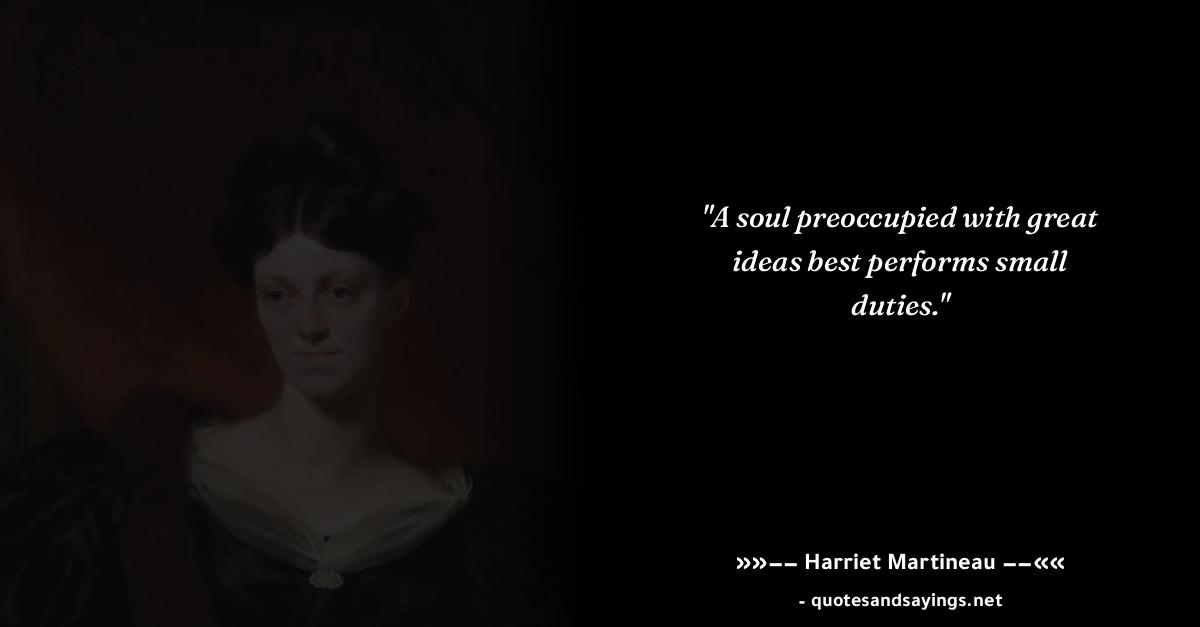 "A soul preoccupied with great
ideas best performs small
duties."
»»–– Harriet Martineau ––««
- quotesandsayings.net